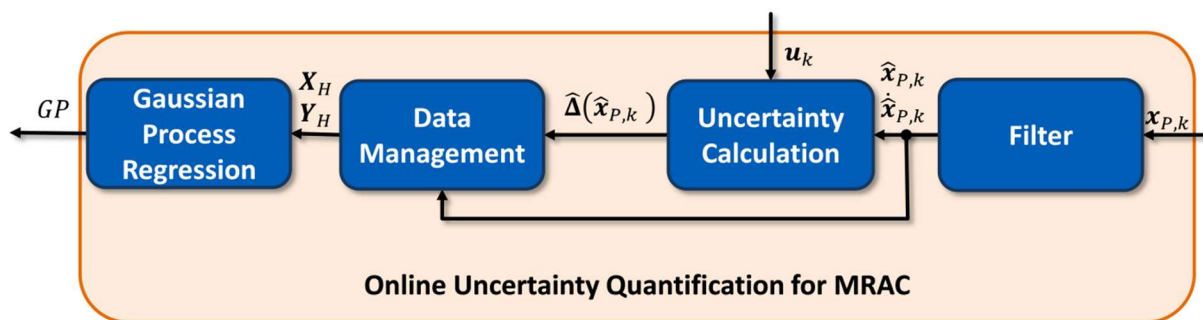 GP
Gaussian
Process
Regression
X_H
Y_H
Data
Management
Δ̂(x̂_{P,k})
u_k
Uncertainty
Calculation
x̂_{P,k}
ẋ̂_{P,k}
Filter
x_{P,k}
Online Uncertainty Quantification for MRAC